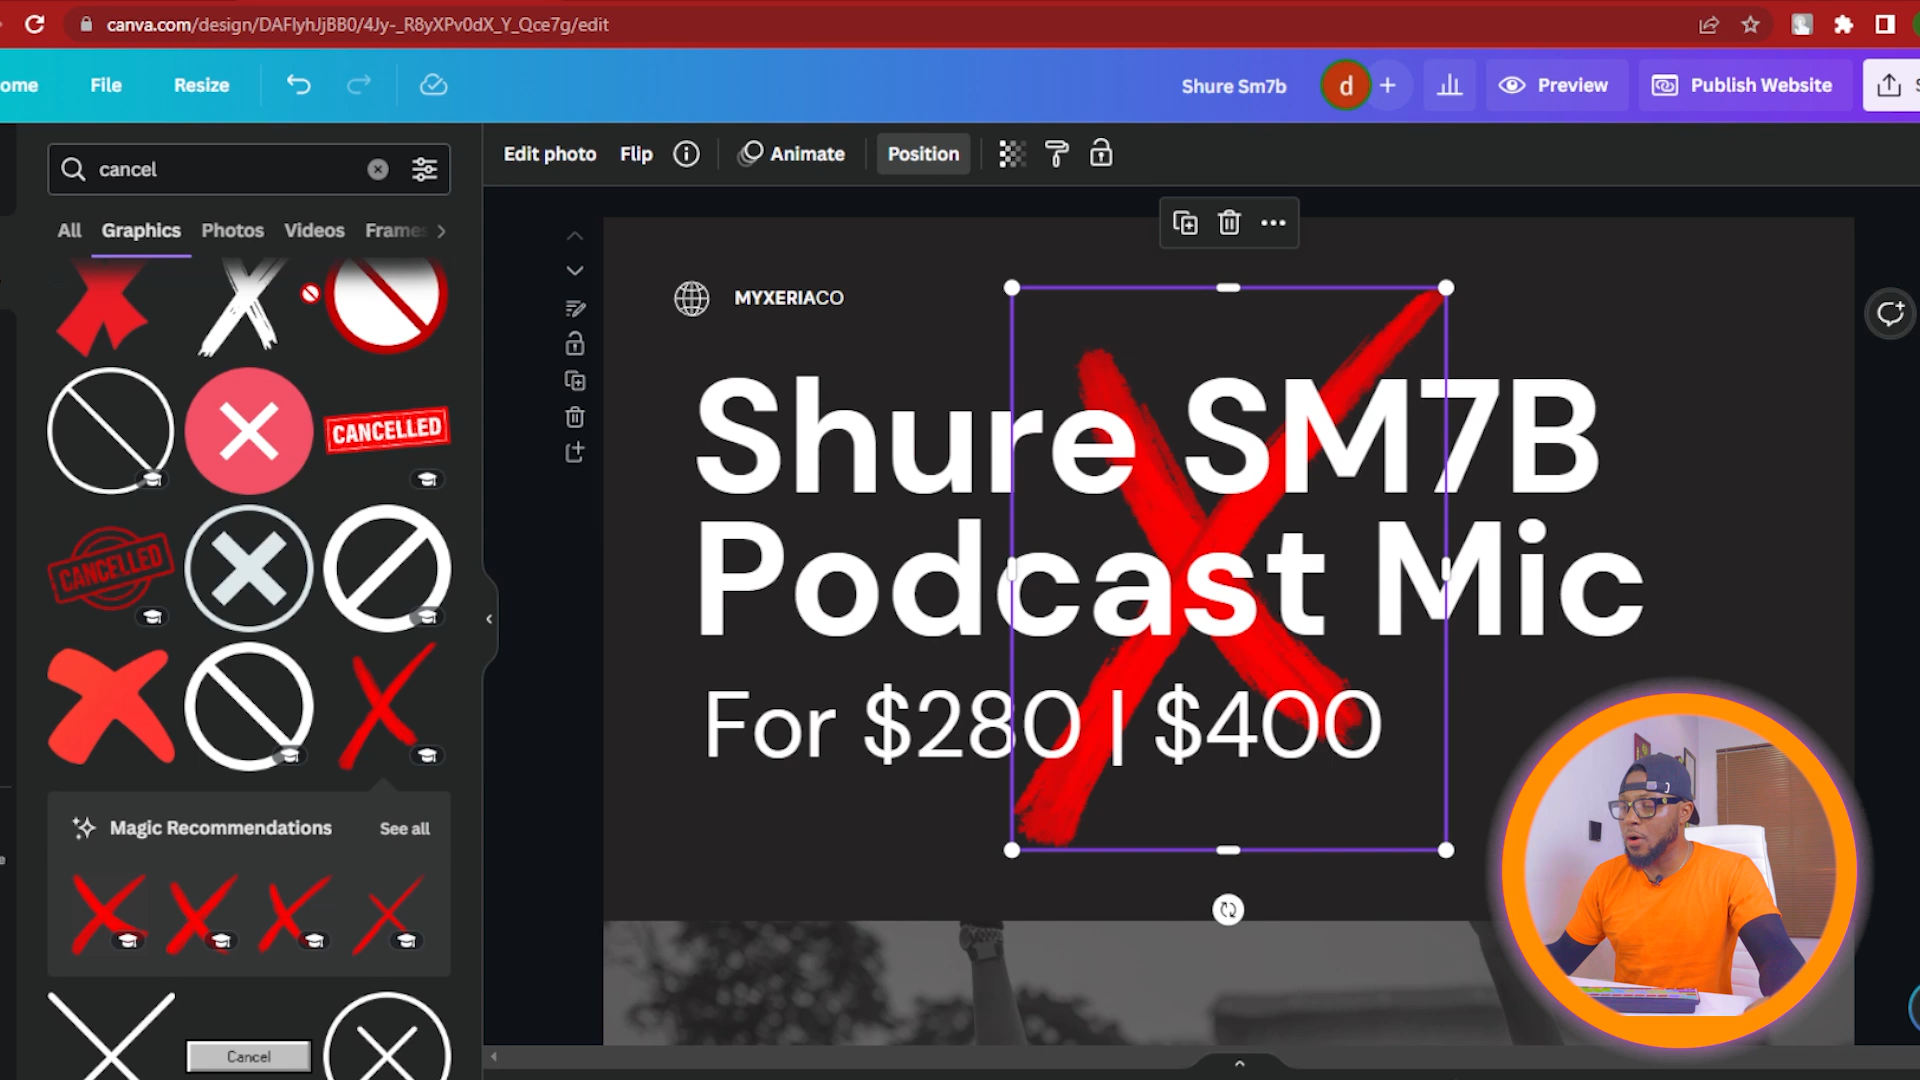 canva.com/design/DAFlyhJjBB0/4Jy-_R8yXPv0dX_Y_Qce7g/edit
ome
File
Resize
Shure Sm7b
d
+
Preview
Publish Website
S
cancel
Edit photo
Flip
Animate
Position
All
Graphics
Photos
Videos
Frames
MYXERIACO
Shure SM7B
Podcast Mic
For $280 | $400
CANCELLED
CANCELLED
Magic Recommendations
See all
Cancel